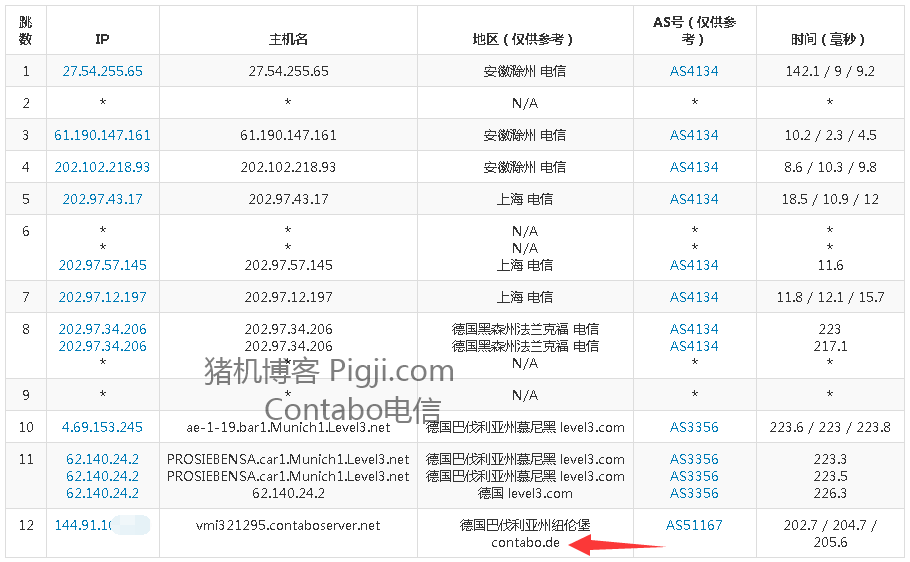 跳数 IP 主机名 地区 ( 仅供参考 ) AS号 ( 仅供参考 ) 时间 ( 毫秒 )
1 27.54.255.65 27.54.255.65 安徽滁州 电信 AS4134 142.1 / 9 / 9.2
2 * * N/A * *
3 61.190.147.161 61.190.147.161 安徽滁州 电信 AS4134 10.2 / 2.3 / 4.5
4 202.102.218.93 202.102.218.93 安徽滁州 电信 AS4134 8.6 / 10.3 / 9.8
5 202.97.43.17 202.97.43.17 上海 电信 AS4134 18.5 / 10.9 / 12
6 * * N/A * *
* * N/A * *
202.97.57.145 202.97.57.145 上海 电信 AS4134 11.6
7 202.97.12.197 202.97.12.197 上海 电信 AS4134 11.8 / 12.1 / 15.7
8 202.97.34.206 202.97.34.206 德国黑森州法兰克福 电信 AS4134 223
202.97.34.206 202.97.34.206 德国黑森州法兰克福 电信 AS4134 217.1
* * N/A * *
猪机博客 Pigji.com
9 * * N/A * *
Contabo电信
10 4.69.153.245 ae-1-19.bar1.Munich1.Level3.net 德国巴伐利亚州慕尼黑 level3.com AS3356 223.6 / 223 / 223.8
11 62.140.24.2 PROSIEBENSA.car1.Munich1.Level3.net 德国巴伐利亚州慕尼黑 level3.com AS3356 223.3
62.140.24.2 PROSIEBENSA.car1.Munich1.Level3.net 德国巴伐利亚州慕尼黑 level3.com AS3356 223.5
62.140.24.2 62.140.24.2 德国 level3.com AS3356 226.3
12 144.91.10 vmi321295.contaboserver.net 德国巴伐利亚州纽伦堡 AS51167 202.7 / 204.7 /
contabo.de 205.6